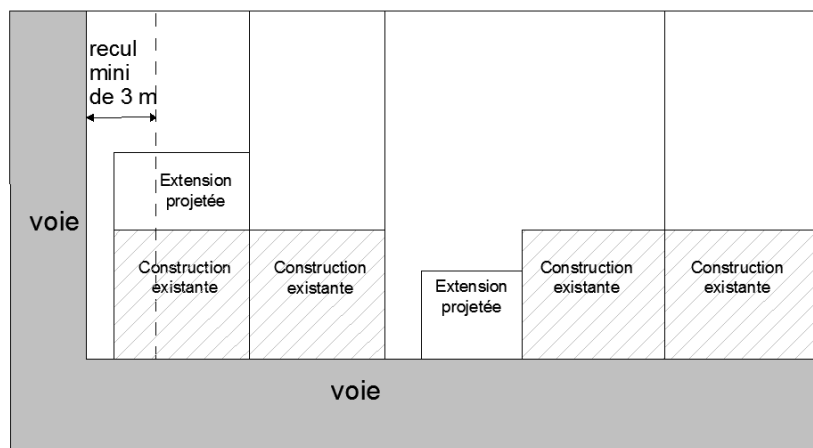 recul
mini
de 3 m
Extension
projetée
voie
Construction
existante
Construction
existante
Extension
projetée
Construction
existante
Construction
existante
voie